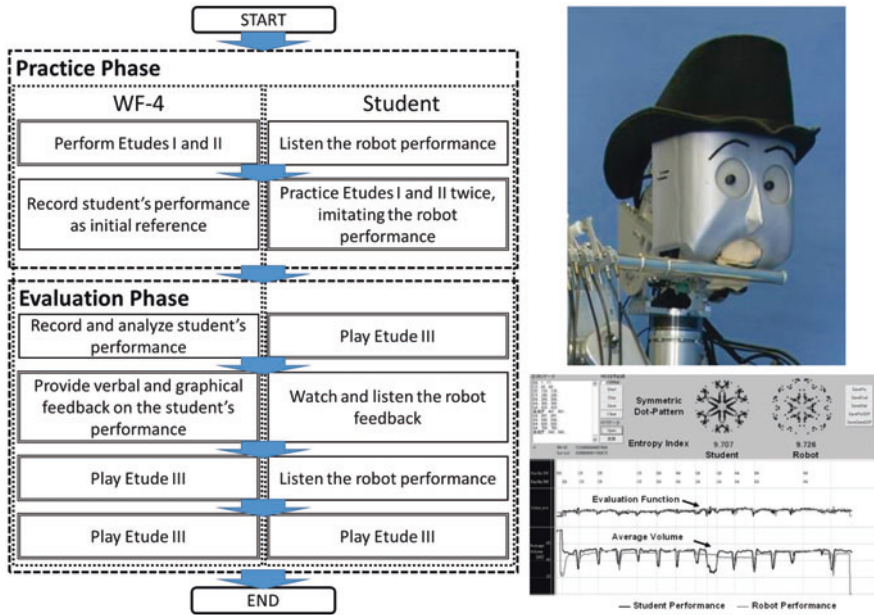 START
Practice Phase
WF-4
Student
Perform Etudes I and II
Listen the robot performance
Record student's performance
as initial reference
Practice Etudes I and II twice,
imitating the robot
performance
Evaluation Phase
Record and analyze student's
performance
Play Etude III
Provide verbal and graphical
feedback on the student's
performance
Watch and listen the robot
feedback
Play Etude III
Listen the robot performance
Play Etude III
Play Etude III
END
Symmetric
Dot-Pattern
Entropy Index
9.707
9.726
Student
Robot
Evaluation Function
Average Volume
Student Performance
Robot Performance